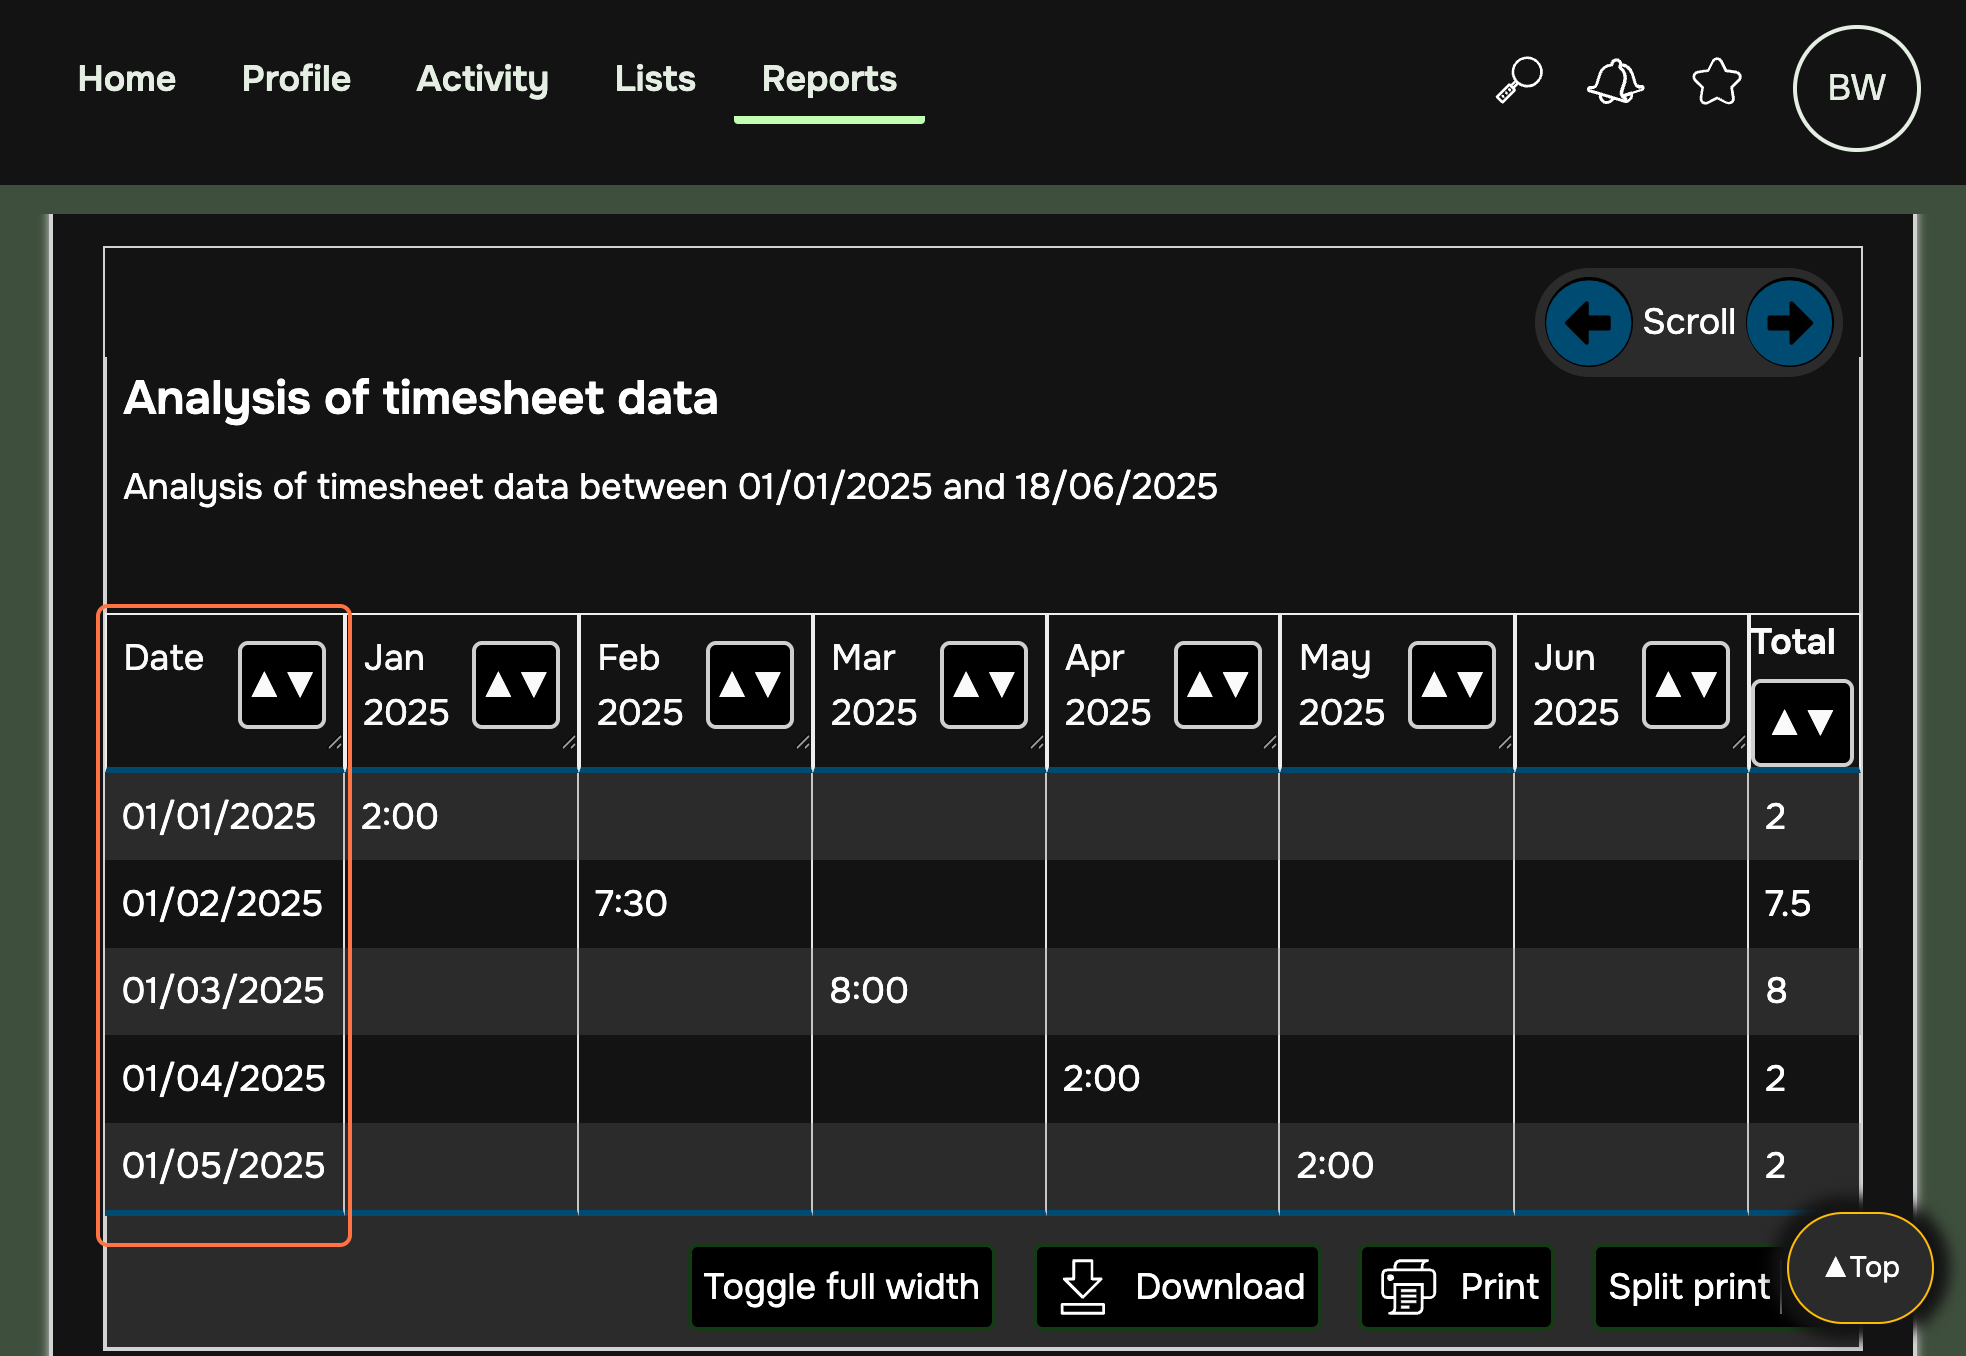 Home Profile Activity Lists Reports BW
Scroll
Analysis of timesheet data
Analysis of timesheet data between 01/01/2025 and 18/06/2025
Date ▲▼ Jan 2025 ▲▼ Feb 2025 ▲▼ Mar 2025 ▲▼ Apr 2025 ▲▼ May 2025 ▲▼ Jun 2025 ▲▼ Total ▲▼
01/01/2025 2:00 2
01/02/2025 7:30 7.5
01/03/2025 8:00 8
01/04/2025 2:00 2
01/05/2025 2:00 2
Toggle full width Download Print Split print ▲Top